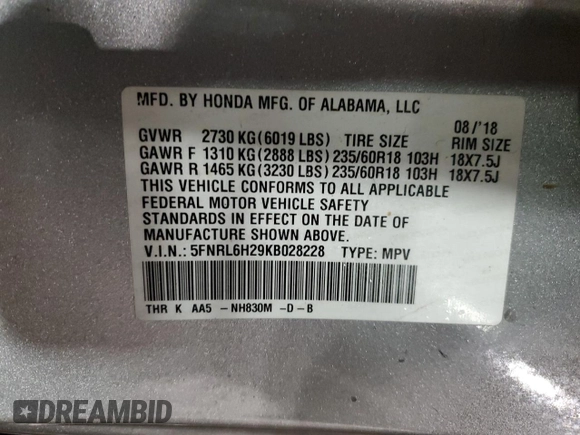 MFD. BY HONDA MFG. OF ALABAMA, LLC
08/'18
GVWR 2730 KG (6019 LBS) TIRE SIZE RIM SIZE
GAWR F 1310 KG (2888 LBS) 235/60R18 103H 18X7.5J
GAWR R 1465 KG (3230 LBS) 235/60R18 103H 18X7.5J
THIS VEHICLE CONFORMS TO ALL APPLICABLE
FEDERAL MOTOR VEHICLE SAFETY
STANDARDS IN EFFECT ON THE DATE OF
MANUFACTURE SHOWN ABOVE.
V.I.N.: 5FNRL6H29KB028228 TYPE: MPV
THR K AA5 - NH830M - D - B
DREAMBID